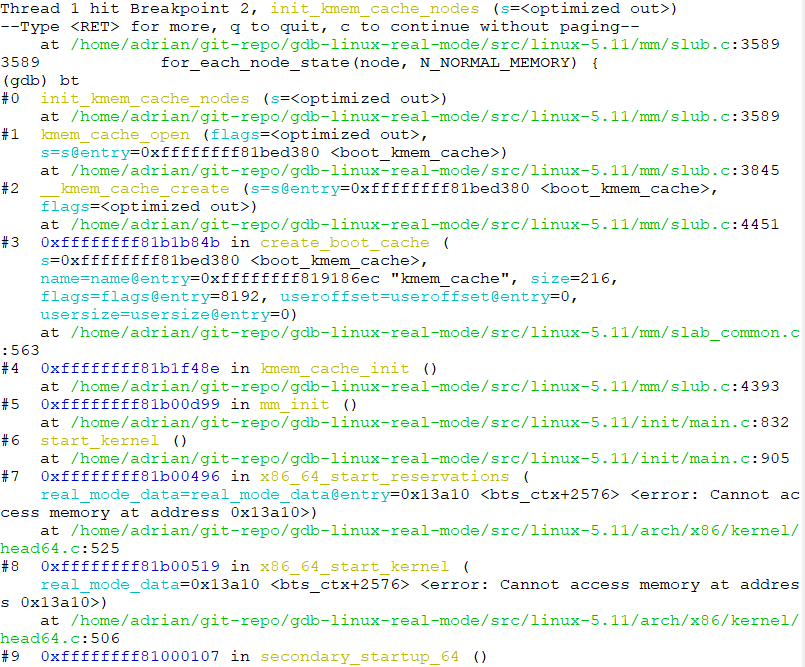 Thread 1 hit Breakpoint 2, init_kmem_cache_nodes (s=<optimized out>)
--Type <RET> for more, q to quit, c to continue without paging--
    at /home/adrian/git-repo/gdb-linux-real-mode/src/linux-5.11/mm/slub.c:3589
3589            for_each_node_state(node, N_NORMAL_MEMORY) {
(gdb) bt
#0  init_kmem_cache_nodes (s=<optimized out>)
    at /home/adrian/git-repo/gdb-linux-real-mode/src/linux-5.11/mm/slub.c:3589
#1  kmem_cache_open (flags=<optimized out>,
    s=s@entry=0xffffffff81bed380 <boot_kmem_cache>)
    at /home/adrian/git-repo/gdb-linux-real-mode/src/linux-5.11/mm/slub.c:3845
#2  __kmem_cache_create (s=s@entry=0xffffffff81bed380 <boot_kmem_cache>,
    flags=<optimized out>)
    at /home/adrian/git-repo/gdb-linux-real-mode/src/linux-5.11/mm/slub.c:4451
#3  0xffffffff81b1b84b in create_boot_cache (
    s=0xffffffff81bed380 <boot_kmem_cache>,
    name=name@entry=0xffffffff819186ec "kmem_cache", size=216,
    flags=flags@entry=8192, useroffset=useroffset@entry=0,
    usersize=usersize@entry=0)
    at /home/adrian/git-repo/gdb-linux-real-mode/src/linux-5.11/mm/slab_common.c
:563
#4  0xffffffff81b1f48e in kmem_cache_init ()
    at /home/adrian/git-repo/gdb-linux-real-mode/src/linux-5.11/mm/slub.c:4393
#5  0xffffffff81b00d99 in mm_init ()
    at /home/adrian/git-repo/gdb-linux-real-mode/src/linux-5.11/init/main.c:832
#6  start_kernel ()
    at /home/adrian/git-repo/gdb-linux-real-mode/src/linux-5.11/init/main.c:905
#7  0xffffffff81b00496 in x86_64_start_reservations (
    real_mode_data=real_mode_data@entry=0x13a10 <bts_ctx+2576> <error: Cannot ac
cess memory at address 0x13a10>)
    at /home/adrian/git-repo/gdb-linux-real-mode/src/linux-5.11/arch/x86/kernel/
head64.c:525
#8  0xffffffff81b00519 in x86_64_start_kernel (
    real_mode_data=0x13a10 <bts_ctx+2576> <error: Cannot access memory at addres
s 0x13a10>)
    at /home/adrian/git-repo/gdb-linux-real-mode/src/linux-5.11/arch/x86/kernel/
head64.c:506
#9  0xffffffff81000107 in secondary_startup_64 ()